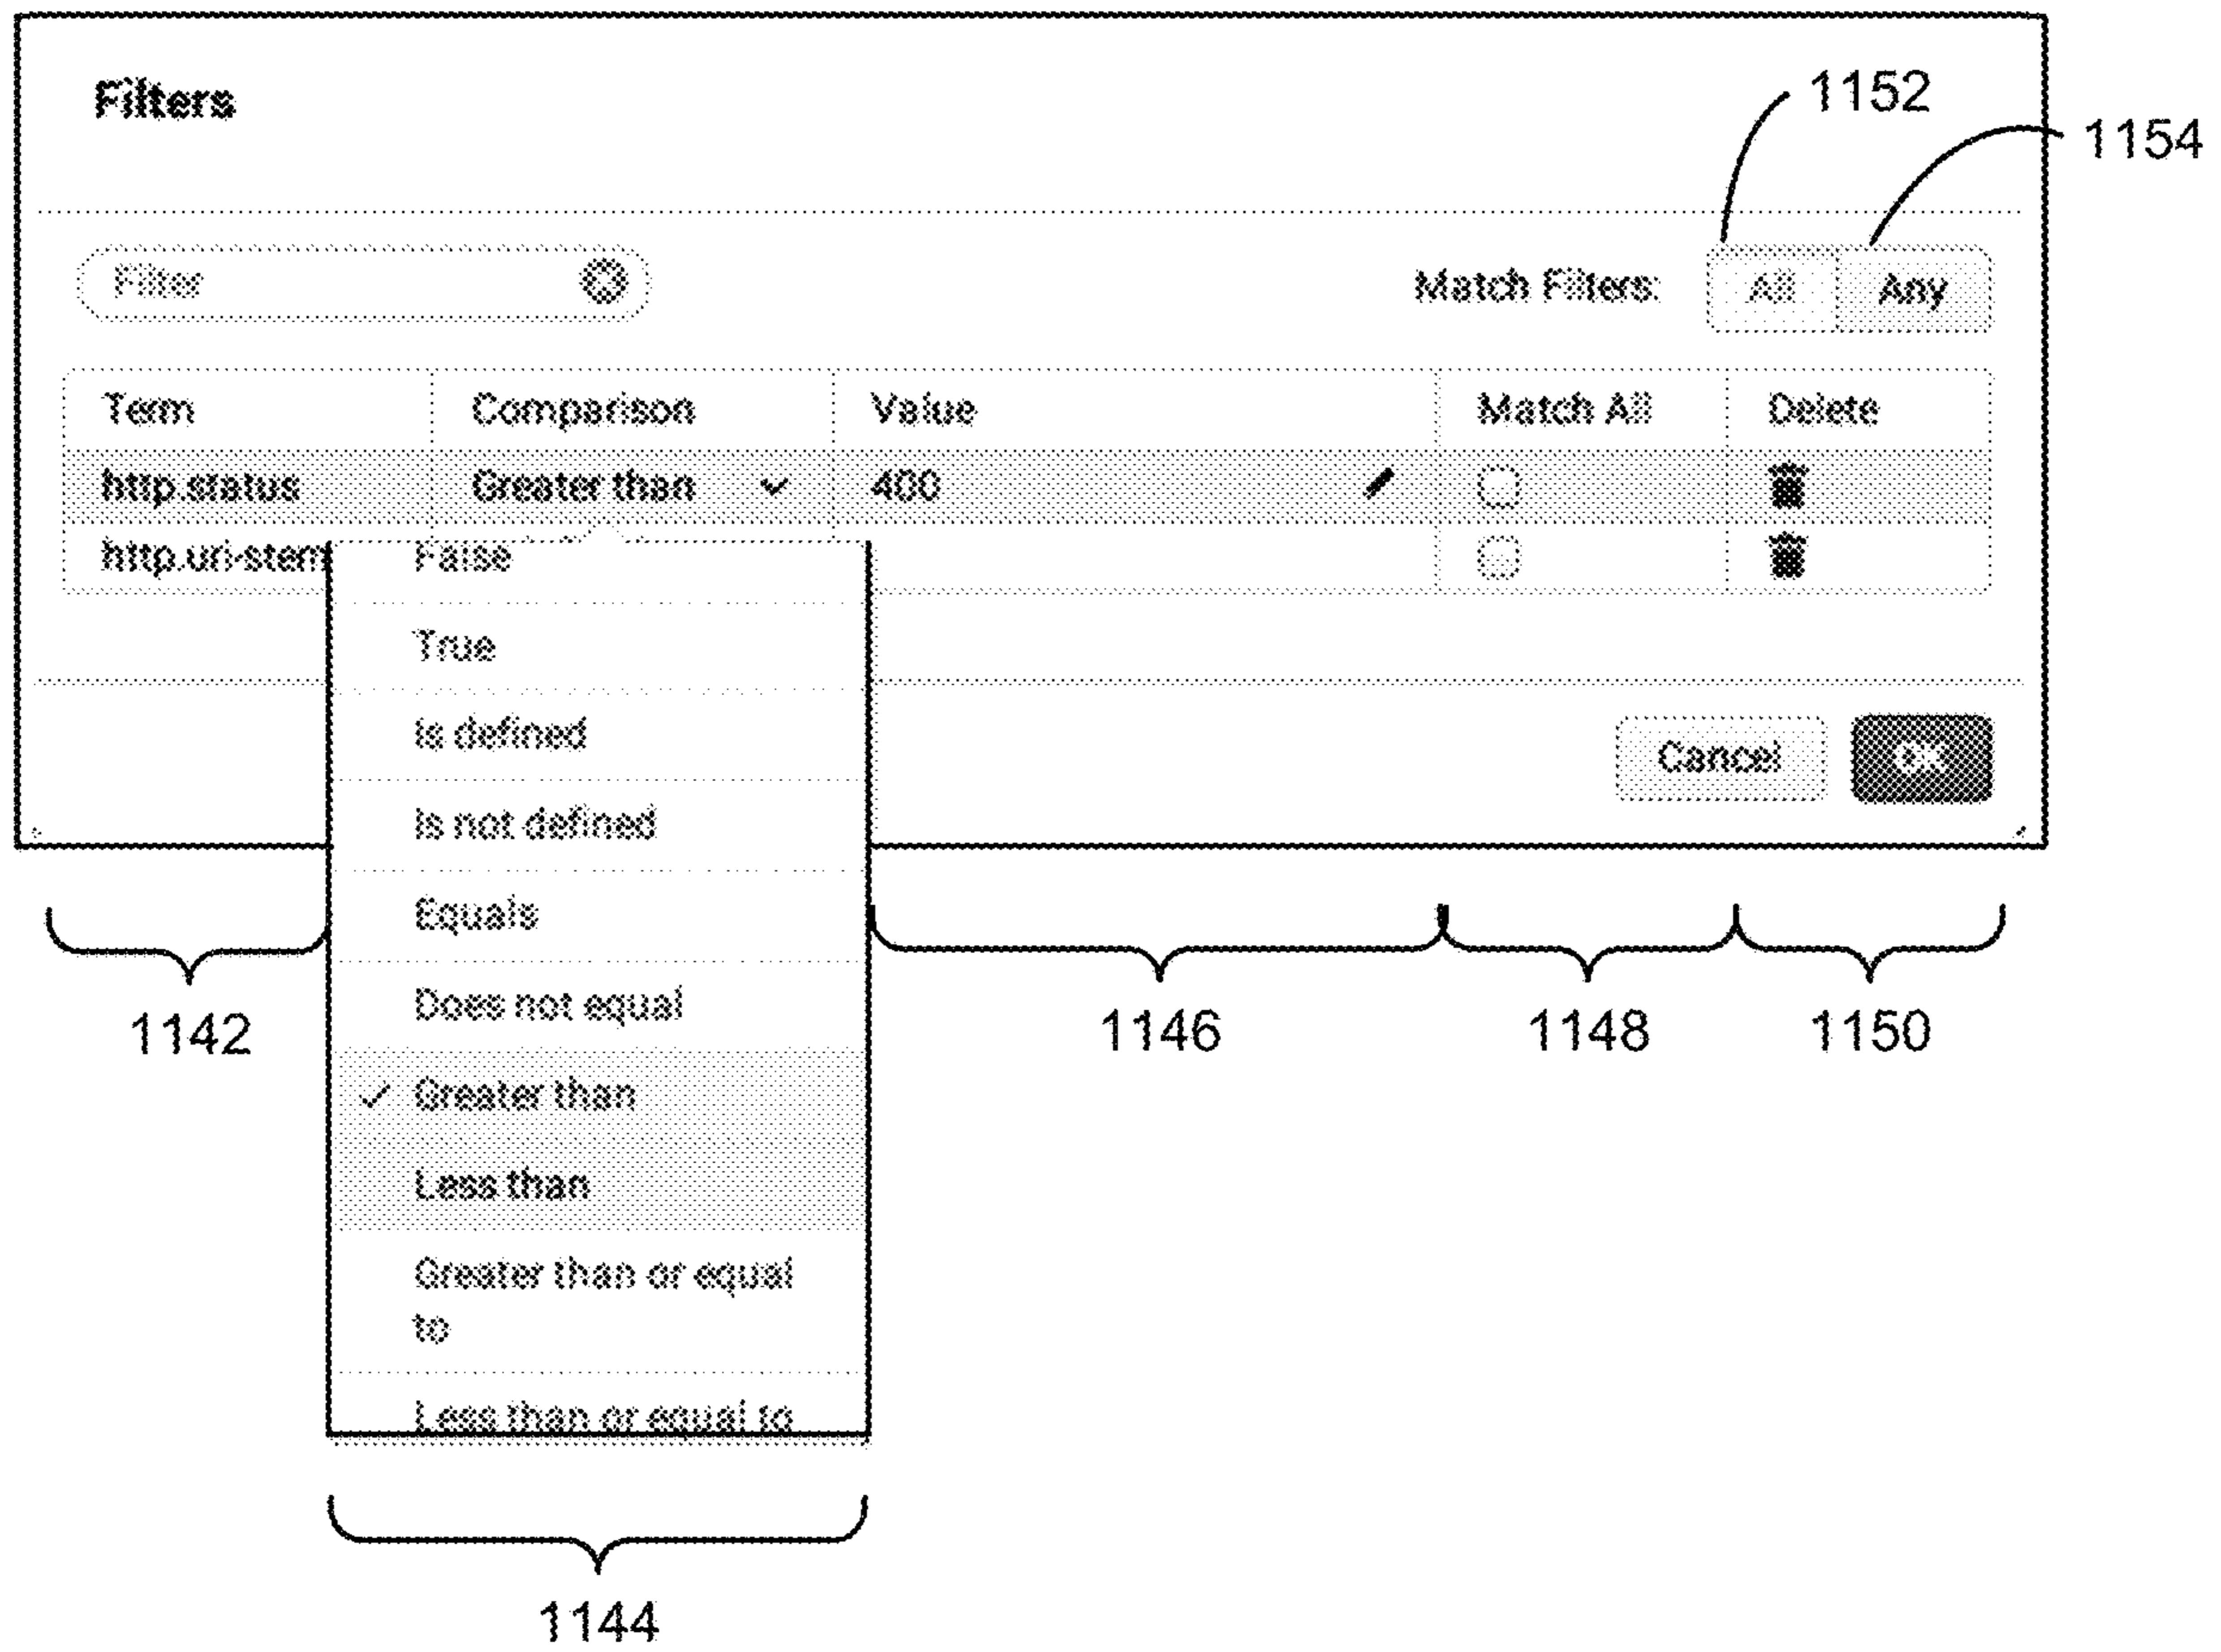 Filters
1152
1154
Filter
Match Filters: All Any
Term Comparison Value Match All Delete
http.status Greater than 400
http.uri-stem
False
True
Is defined
Is not defined
Equals
Does not equal
Greater than
Less than
Greater than or equal
to
Less than or equal to
Cancel OK
1142
1146
1148
1150
1144